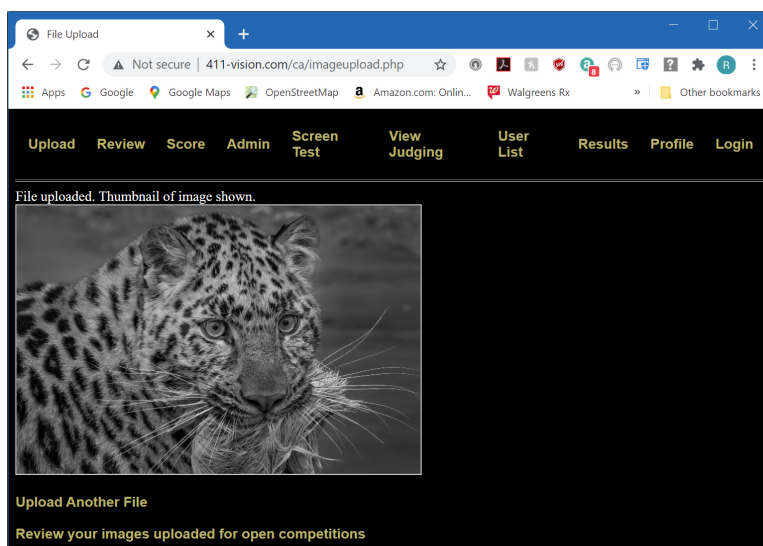 File Upload
Not secure | 411-vision.com/ca/imageupload.php
8
R
Apps Google Google Maps OpenStreetMap Amazon.com: Onlin... Walgreens Rx » Other bookmarks
Upload Review Score Admin Screen Test View Judging User List Results Profile Login
File uploaded. Thumbnail of image shown.
Upload Another File
Review your images uploaded for open competitions